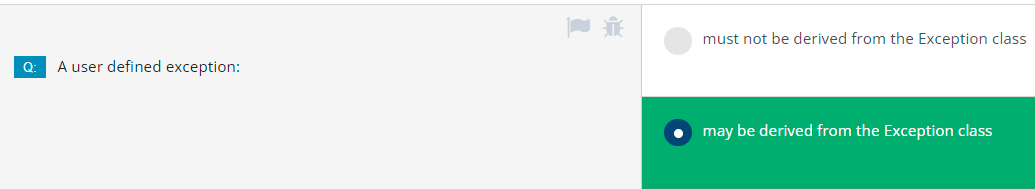 must not be derived from the Exception class
Q: A user defined exception:
may be derived from the Exception class